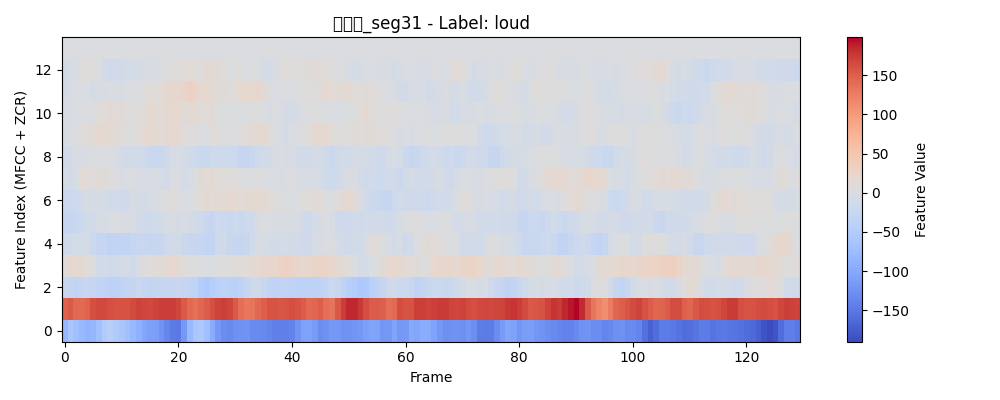 _seg31 - Label: loud
Feature Index (MFCC + ZCR)
12
10
8
6
4
2
0
0 20 40 60 80 100 120
Frame
150
100
50
0
−50
−100
−150
Feature Value